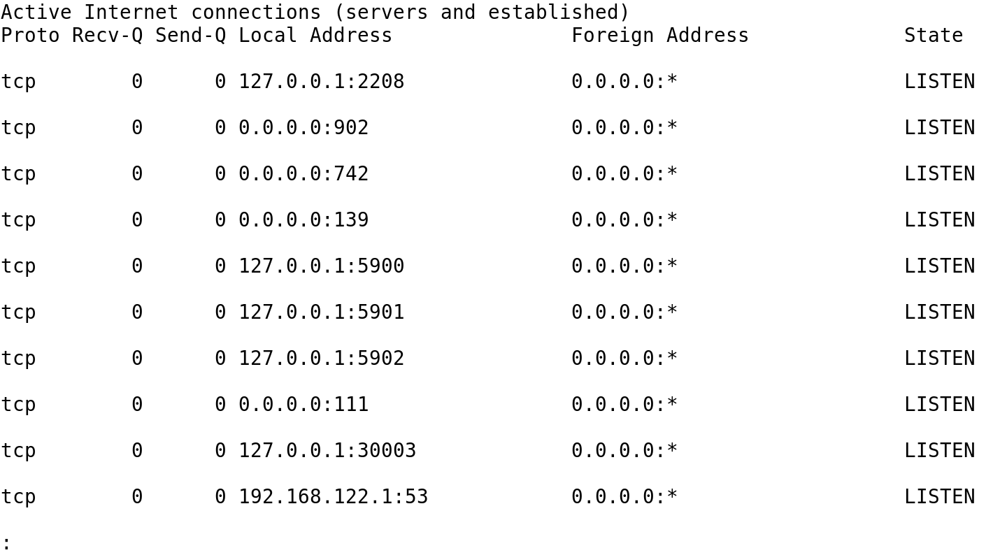 Active Internet connections (servers and established)
Proto Recv-Q Send-Q Local Address               Foreign Address             State
tcp        0      0 127.0.0.1:2208              0.0.0.0:*                   LISTEN
tcp        0      0 0.0.0.0:902                 0.0.0.0:*                   LISTEN
tcp        0      0 0.0.0.0:742                 0.0.0.0:*                   LISTEN
tcp        0      0 0.0.0.0:139                 0.0.0.0:*                   LISTEN
tcp        0      0 127.0.0.1:5900              0.0.0.0:*                   LISTEN
tcp        0      0 127.0.0.1:5901              0.0.0.0:*                   LISTEN
tcp        0      0 127.0.0.1:5902              0.0.0.0:*                   LISTEN
tcp        0      0 0.0.0.0:111                 0.0.0.0:*                   LISTEN
tcp        0      0 127.0.0.1:30003             0.0.0.0:*                   LISTEN
tcp        0      0 192.168.122.1:53            0.0.0.0:*                   LISTEN
: